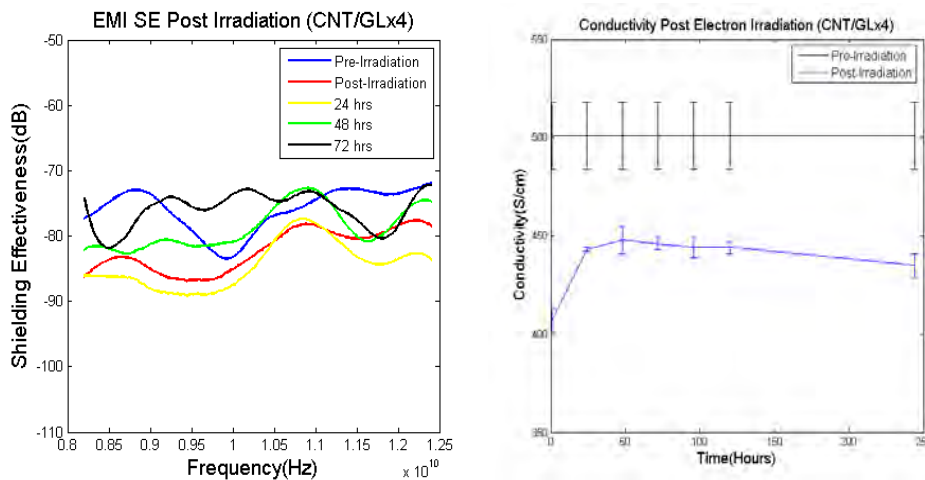 EMI SE Post Irradiation (CNT/GLx4)
Shielding Effectiveness(dB)
-50
-60
-70
-80
-90
-100
-110
Pre-Irradiation
Post-Irradiation
24 hrs
48 hrs
72 hrs
0.8 0.85 0.9 0.95 1 1.05 1.1 1.15 1.2 1.25
Frequency(Hz)
x 10^10
Conductivity Post Electron Irradiation (CNT/GLx4)
Conductivity(S/cm)
550
500
450
400
350
Pre-Irradiation
Post-Irradiation
0 50 100 150 200 250
Time(Hours)